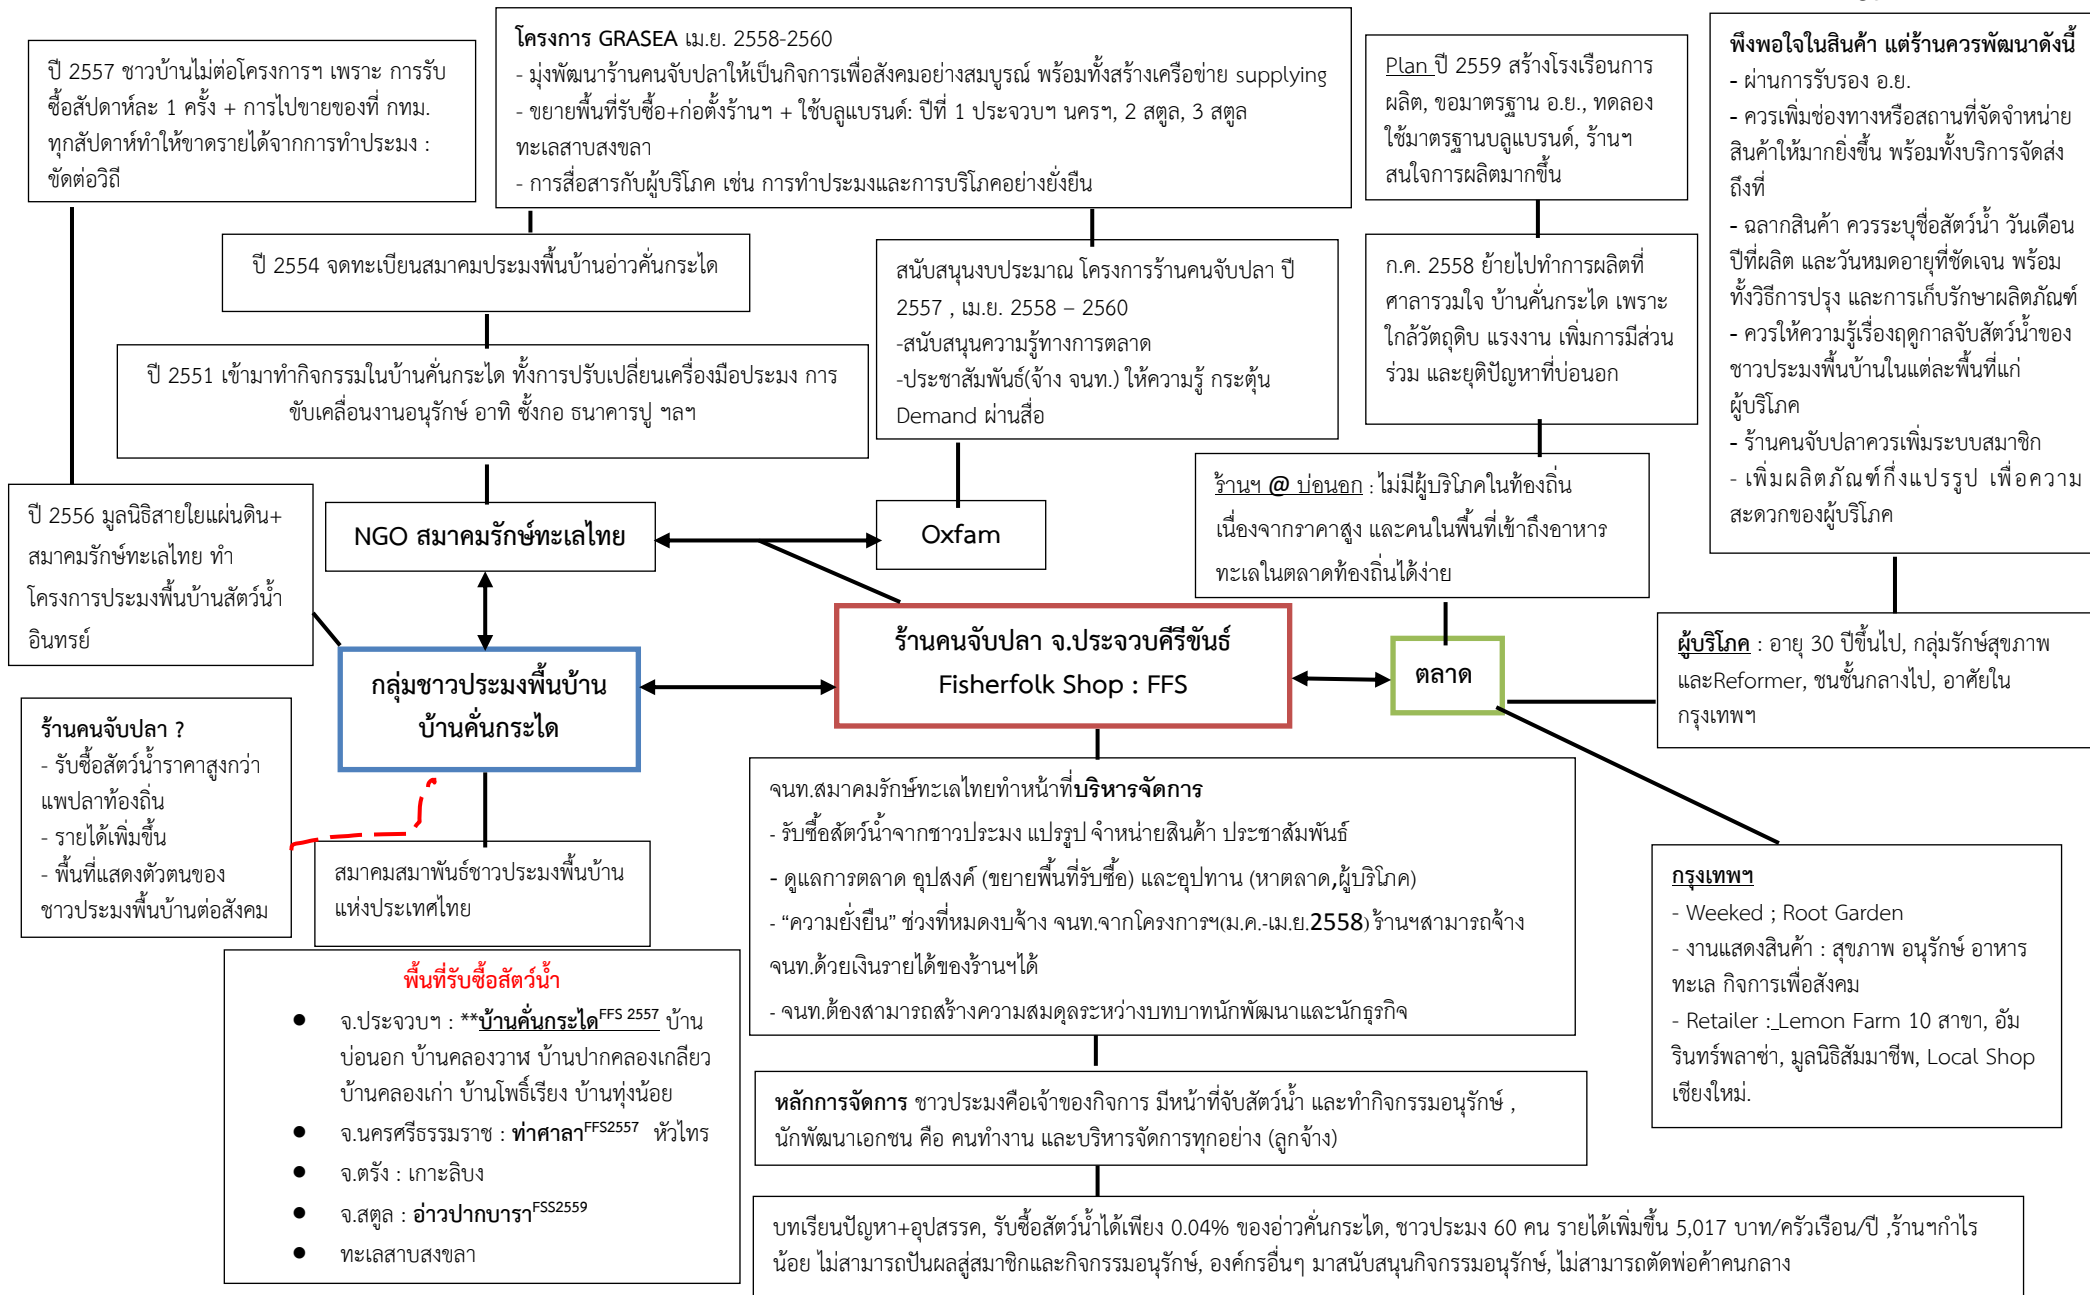 โครงการ GRASEA เม.ย. 2558-2560
- มุ่งพัฒนาร้านคนจับปลาให้เป็นกิจการเพื่อสังคมอย่างสมบูรณ์ พร้อมทั้งสร้างเครือข่าย supplying
- ขยายพื้นที่รับซื้อ+ก่อตั้งร้านฯ + ใช้บลูแบรนด์: ปีที่ 1 ประจวบฯ นครฯ, 2 สตูล, 3 สตูล
ทะเลสาบสงขลา
- การสื่อสารกับผู้บริโภค เช่น การทำประมงและการบริโภคอย่างยั่งยืน
ปี 2557 ชาวบ้านไม่ต่อโครงการฯ เพราะ การรับ
ซื้อสัปดาห์ละ 1 ครั้ง + การไปขายของที่ กทม.
ทุกสัปดาห์ทำให้ขาดรายได้จากการทำประมง :
ขัดต่อวิถี
Plan ปี 2559 สร้างโรงเรือนการ
ผลิต, ขอมาตรฐาน อ.ย., ทดลอง
ใช้มาตรฐานบลูแบรนด์, ร้านฯ
สนใจการผลิตมากขึ้น
พึงพอใจในสินค้า แต่ร้านควรพัฒนาดังนี้
- ผ่านการรับรอง อ.ย.
- ควรเพิ่มช่องทางหรือสถานที่จัดจำหน่าย
สินค้าให้มากยิ่งขึ้น พร้อมทั้งบริการจัดส่ง
ถึงที่
- ฉลากสินค้า ควรระบุชื่อสัตว์น้ำ วันเดือน
ปีที่ผลิต และวันหมดอายุที่ชัดเจน พร้อม
ทั้งวิธีการปรุง และการเก็บรักษาผลิตภัณฑ์
- ควรให้ความรู้เรื่องฤดูกาลจับสัตว์น้ำของ
ชาวประมงพื้นบ้านในแต่ละพื้นที่แก่
ผู้บริโภค
- ร้านคนจับปลาควรเพิ่มระบบสมาชิก
- เพิ่มผลิตภัณฑ์กึ่งแปรรูป เพื่อความ
สะดวกของผู้บริโภค
ปี 2554 จดทะเบียนสมาคมประมงพื้นบ้านอ่าวคั่นกระได
สนับสนุนงบประมาณ โครงการร้านคนจับปลา ปี
2557 , เม.ย. 2558 – 2560
-สนับสนุนความรู้ทางการตลาด
-ประชาสัมพันธ์(จ้าง จนท.) ให้ความรู้ กระตุ้น
Demand ผ่านสื่อ
ก.ค. 2558 ย้ายไปทำการผลิตที่
ศาลารวมใจ บ้านคั่นกระได เพราะ
ใกล้วัตถุดิบ แรงงาน เพิ่มการมีส่วน
ร่วม และยุติปัญหาที่บ่อนอก
ปี 2551 เข้ามาทำกิจกรรมในบ้านคั่นกระได ทั้งการปรับเปลี่ยนเครื่องมือประมง การ
ขับเคลื่อนงานอนุรักษ์ อาทิ ซั้งกอ ธนาคารปู ฯลฯ
ปี 2556 มูลนิธิสายใยแผ่นดิน+
สมาคมรักษ์ทะเลไทย ทำ
โครงการประมงพื้นบ้านสัตว์น้ำ
อินทรย์
NGO สมาคมรักษ์ทะเลไทย
Oxfam
ร้านฯ @ บ่อนอก : ไม่มีผู้บริโภคในท้องถิ่น
เนื่องจากราคาสูง และคนในพื้นที่เข้าถึงอาหาร
ทะเลในตลาดท้องถิ่นได้ง่าย
กลุ่มชาวประมงพื้นบ้าน
บ้านคั่นกระได
ร้านคนจับปลา จ.ประจวบคีรีขันธ์
Fisherfolk Shop : FFS
ตลาด
ผู้บริโภค : อายุ 30 ปีขึ้นไป, กลุ่มรักษ์สุขภาพ
และReformer, ชนชั้นกลางไป, อาศัยใน
กรุงเทพฯ
ร้านคนจับปลา ?
- รับซื้อสัตว์น้ำราคาสูงกว่า
แพปลาท้องถิ่น
- รายได้เพิ่มขึ้น
- พื้นที่แสดงตัวตนของ
ชาวประมงพื้นบ้านต่อสังคม
สมาคมสมาพันธ์ชาวประมงพื้นบ้าน
แห่งประเทศไทย
จนท.สมาคมรักษ์ทะเลไทยทำหน้าที่บริหารจัดการ
- รับซื้อสัตว์น้ำจากชาวประมง แปรรูป จำหน่ายสินค้า ประชาสัมพันธ์
- ดูแลการตลาด อุปสงค์ (ขยายพื้นที่รับซื้อ) และอุปทาน (หาตลาด,ผู้บริโภค)
- “ความยั่งยืน” ช่วงที่หมดงบจ้าง จนท.จากโครงการฯ(ม.ค.-เม.ย.2558) ร้านฯสามารถจ้าง
จนท.ด้วยเงินรายได้ของร้านฯได้
- จนท.ต้องสามารถสร้างความสมดุลระหว่างบทบาทนักพัฒนาและนักธุรกิจ
กรุงเทพฯ
- Weeked ; Root Garden
- งานแสดงสินค้า : สุขภาพ อนุรักษ์ อาหาร
ทะเล กิจการเพื่อสังคม
- Retailer : Lemon Farm 10 สาขา, อัม
รินทร์พลาซ่า, มูลนิธิสัมมาชีพ, Local Shop
เชียงใหม่.
พื้นที่รับซื้อสัตว์น้ำ
● จ.ประจวบฯ : **บ้านคั่นกระได FFS 2557 บ้าน
บ่อนอก บ้านคลองวาฬ บ้านปากคลองเกลียว
บ้านคลองเก่า บ้านโพธิ์เรียง บ้านทุ่งน้อย
● จ.นครศรีธรรมราช : ท่าศาลา FFS2557 หัวไทร
● จ.ตรัง : เกาะลิบง
● จ.สตูล : อ่าวปากบารา FSS2559
● ทะเลสาบสงขลา
หลักการจัดการ ชาวประมงคือเจ้าของกิจการ มีหน้าที่จับสัตว์น้ำ และทำกิจกรรมอนุรักษ์ ,
นักพัฒนาเอกชน คือ คนทำงาน และบริหารจัดการทุกอย่าง (ลูกจ้าง)
บทเรียนปัญหา+อุปสรรค, รับซื้อสัตว์น้ำได้เพียง 0.04% ของอ่าวคั่นกระได, ชาวประมง 60 คน รายได้เพิ่มขึ้น 5,017 บาท/ครัวเรือน/ปี ,ร้านฯกำไร
น้อย ไม่สามารถปันผลสู่สมาชิกและกิจกรรมอนุรักษ์, องค์กรอื่นๆ มาสนับสนุนกิจกรรมอนุรักษ์, ไม่สามารถตัดพ่อค้าคนกลาง